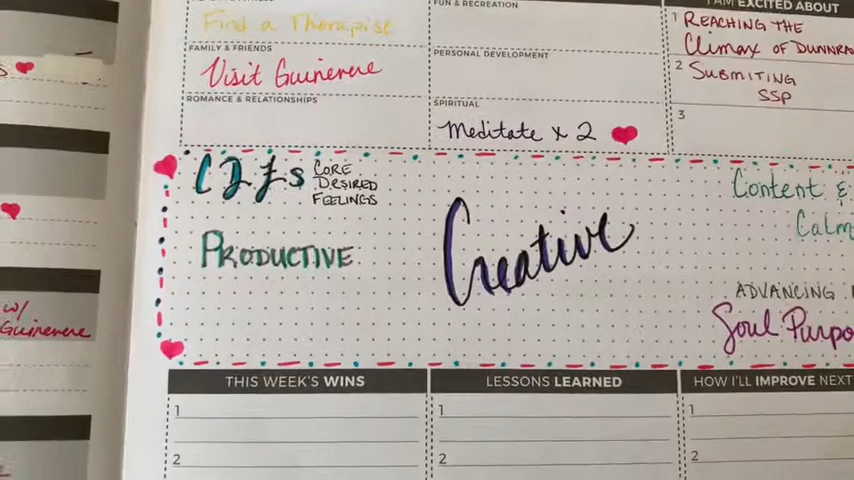 FUN & RECREATION
I AM EXCITED ABOUT
Find a Therapist
1 REACHING THE
Climax of DUNNRA
FAMILY & FRIENDS
Visit Guinevere
PERSONAL DEVELOPMENT
2 SUBMITING
SSP
ROMANCE & RELATIONSHIPS
SPIRITUAL
Meditate x 2
3
CDFs CORE
DESIRED
FEELINGS
Content &
Calm
PRODUCTIVE
Creative
ADVANCING
Soul Purpo
w/
Guinevere
THIS WEEK'S WINS
LESSONS LEARNED
HOW I'LL IMPROVE NEXT
1
1
1
2
2
2